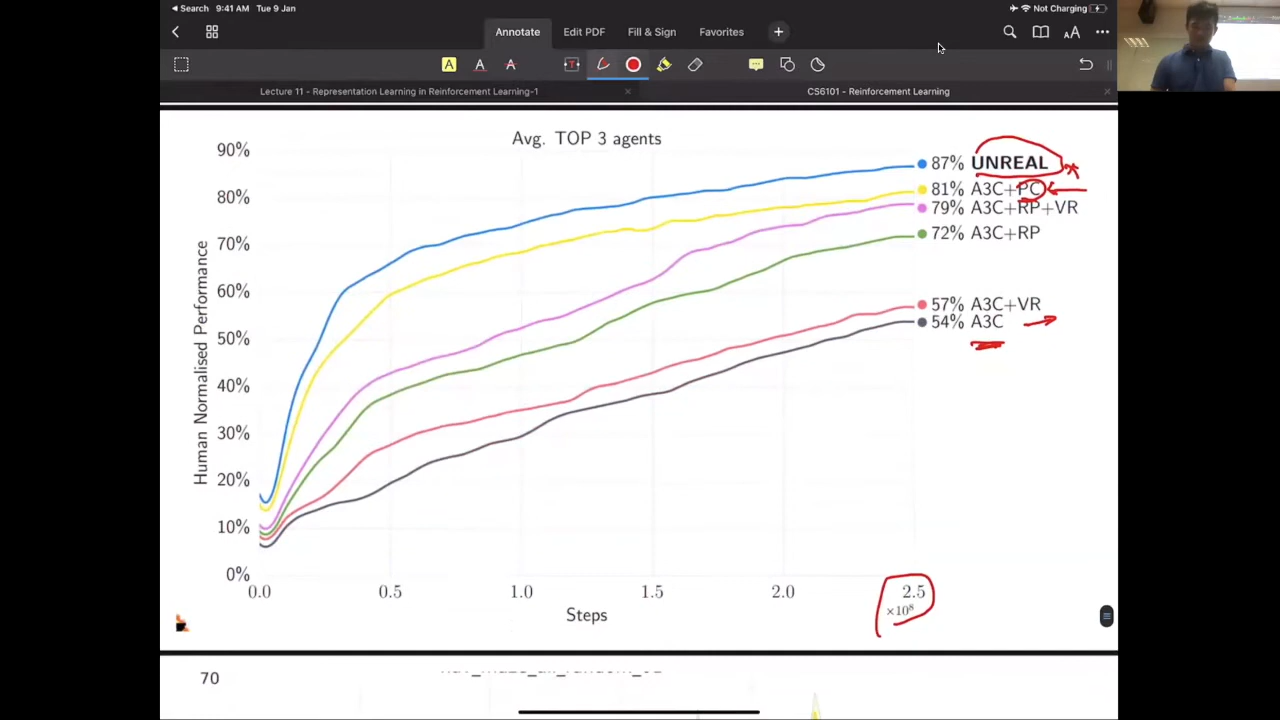 Search 9:41 AM Tue 9 Jan Not Charging
Annotate Edit PDF Fill & Sign Favorites
A A A T AA
Lecture 11 - Representation Learning in Reinforcement Learning-1 × CS6101 - Reinforcement Learning ×
Avg. TOP 3 agents
90%
80%
70%
60%
50%
40%
30%
20%
10%
0%
Human Normalised Performance
87% UNREAL
81% A3C+PC
79% A3C+RP+VR
72% A3C+RP
57% A3C+VR
54% A3C
0.0 0.5 1.0 1.5 2.0 2.5
×10⁸
Steps
70